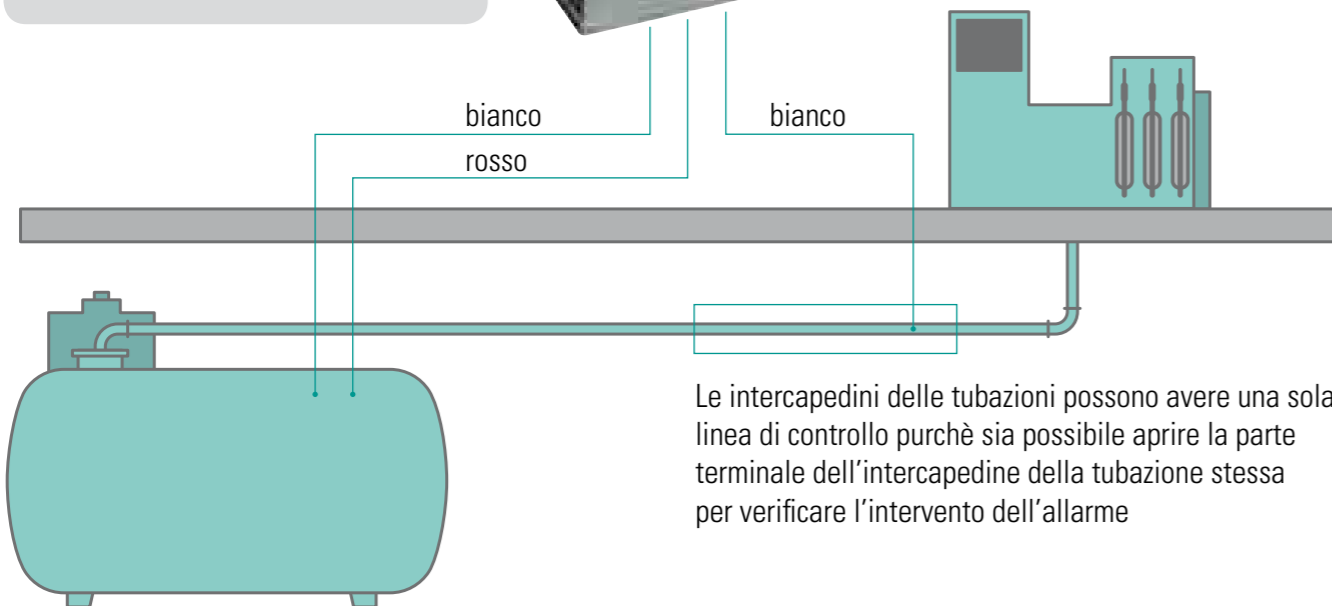 bianco
bianco
rosso
Le intercapedini delle tubazioni possono avere una sola
linea di controllo purchè sia possibile aprire la parte
terminale dell’intercapedine della tubazione stessa
per verificare l’intervento dell’allarme